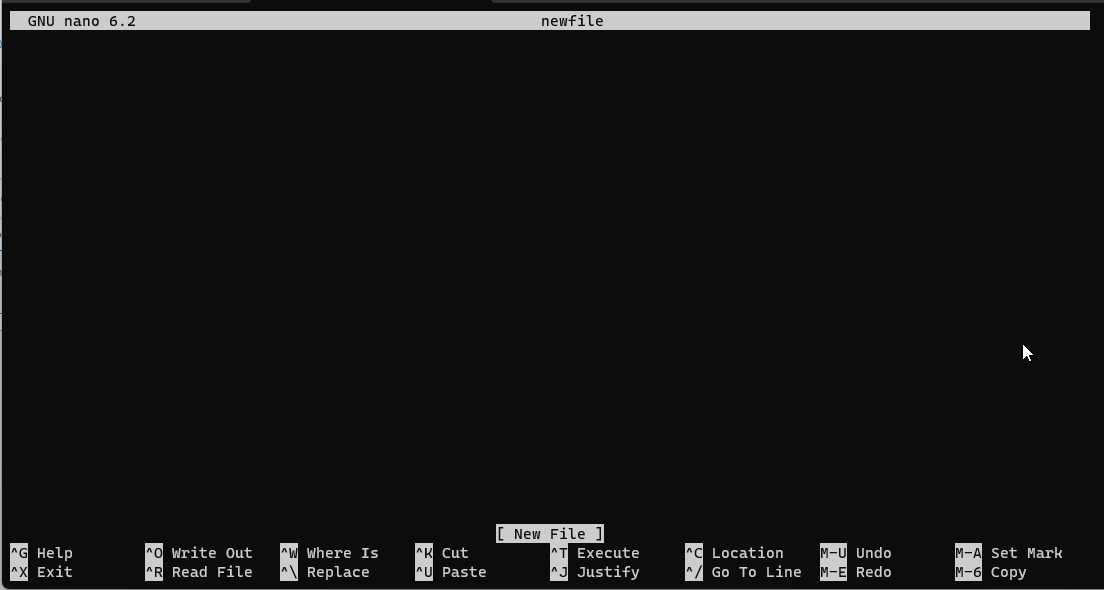 GNU nano 6.2 newfile
[ New File ]
^G Help ^O Write Out ^W Where Is ^K Cut ^T Execute ^C Location M-U Undo M-A Set Mark
^X Exit ^R Read File ^\ Replace ^U Paste ^J Justify ^/ Go To Line M-E Redo M-6 Copy